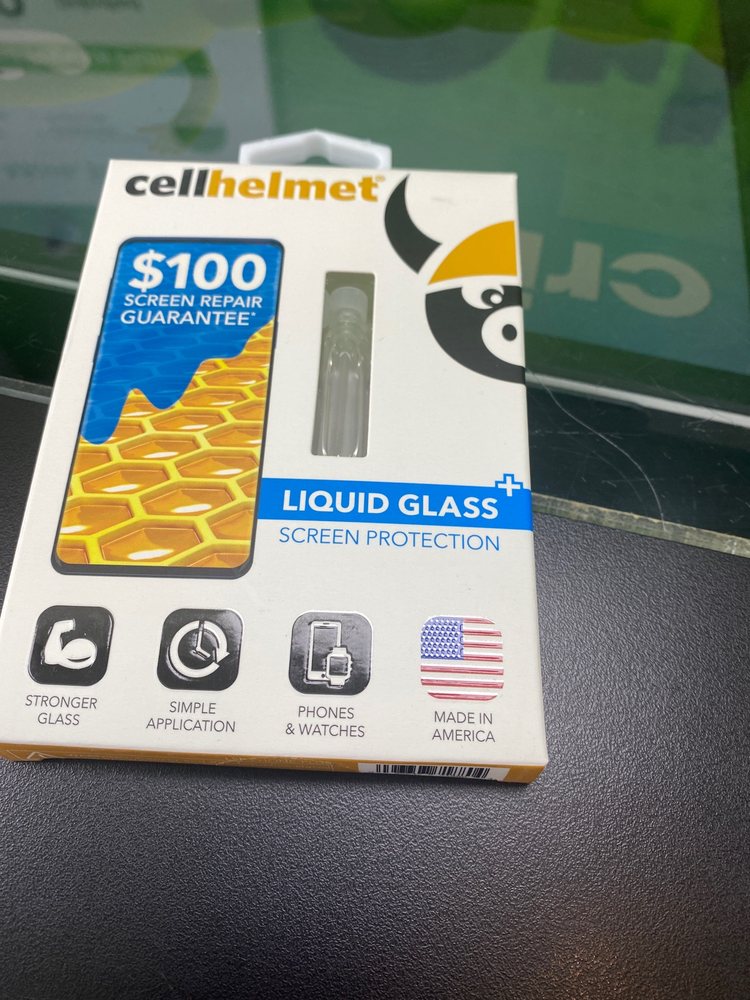 cellhelmet®
$100
SCREEN REPAIR
GUARANTEE*
LIQUID GLASS+
SCREEN PROTECTION
STRONGER
GLASS
SIMPLE
APPLICATION
PHONES
& WATCHES
MADE IN
AMERICA